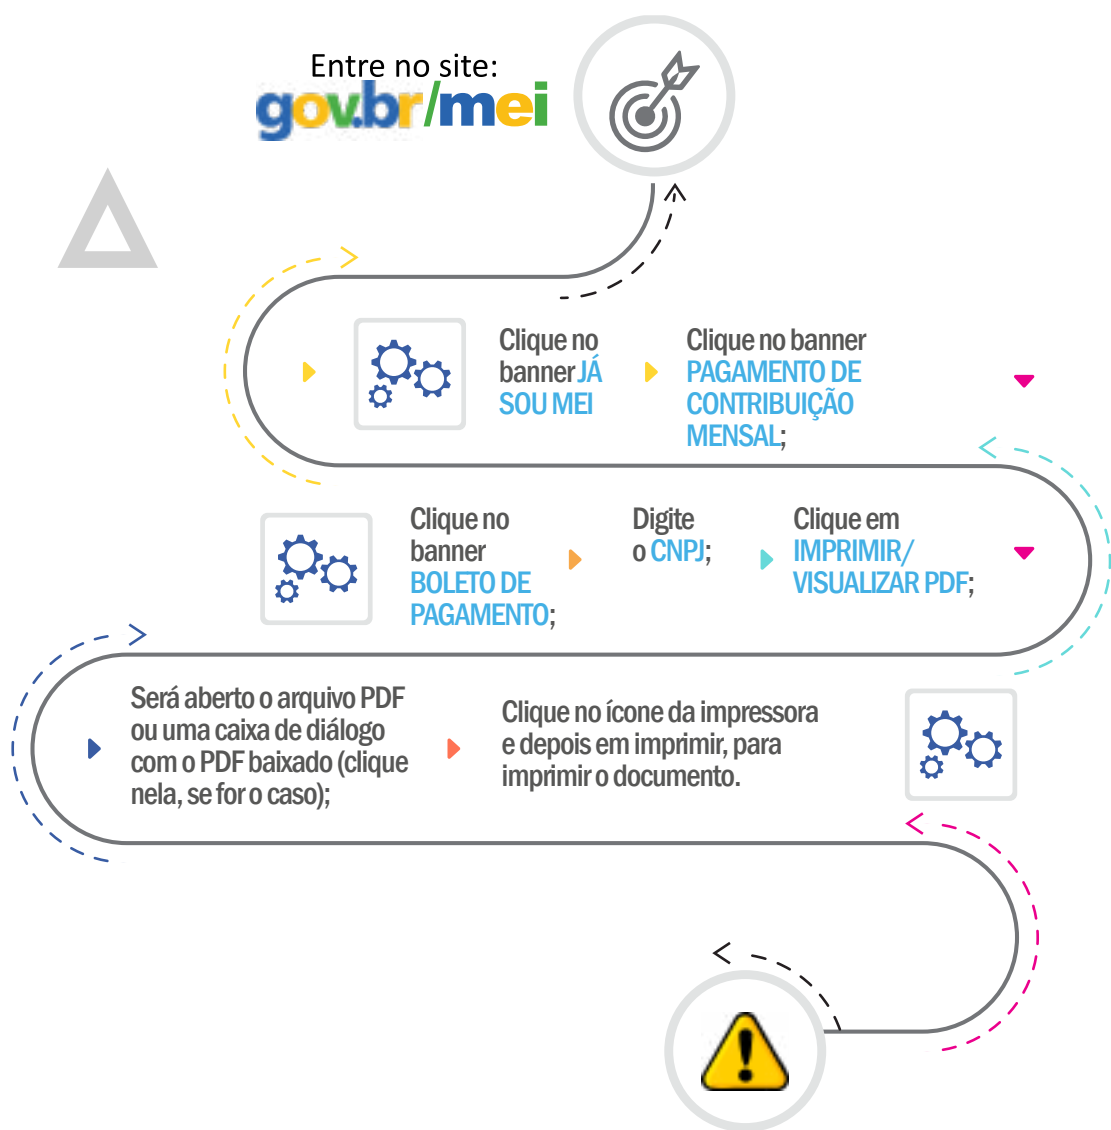 Entre no site:
gov.br/mei
Clique no
banner JÁ
SOU MEI
Clique no banner
PAGAMENTO DE
CONTRIBUIÇÃO
MENSAL;
Clique no
banner
BOLETO DE
PAGAMENTO;
Digite
o CNPJ;
Clique em
IMPRIMIR/
VISUALIZAR PDF;
Será aberto o arquivo PDF
ou uma caixa de diálogo
com o PDF baixado (clique
nela, se for o caso);
Clique no ícone da impressora
e depois em imprimir, para
imprimir o documento.